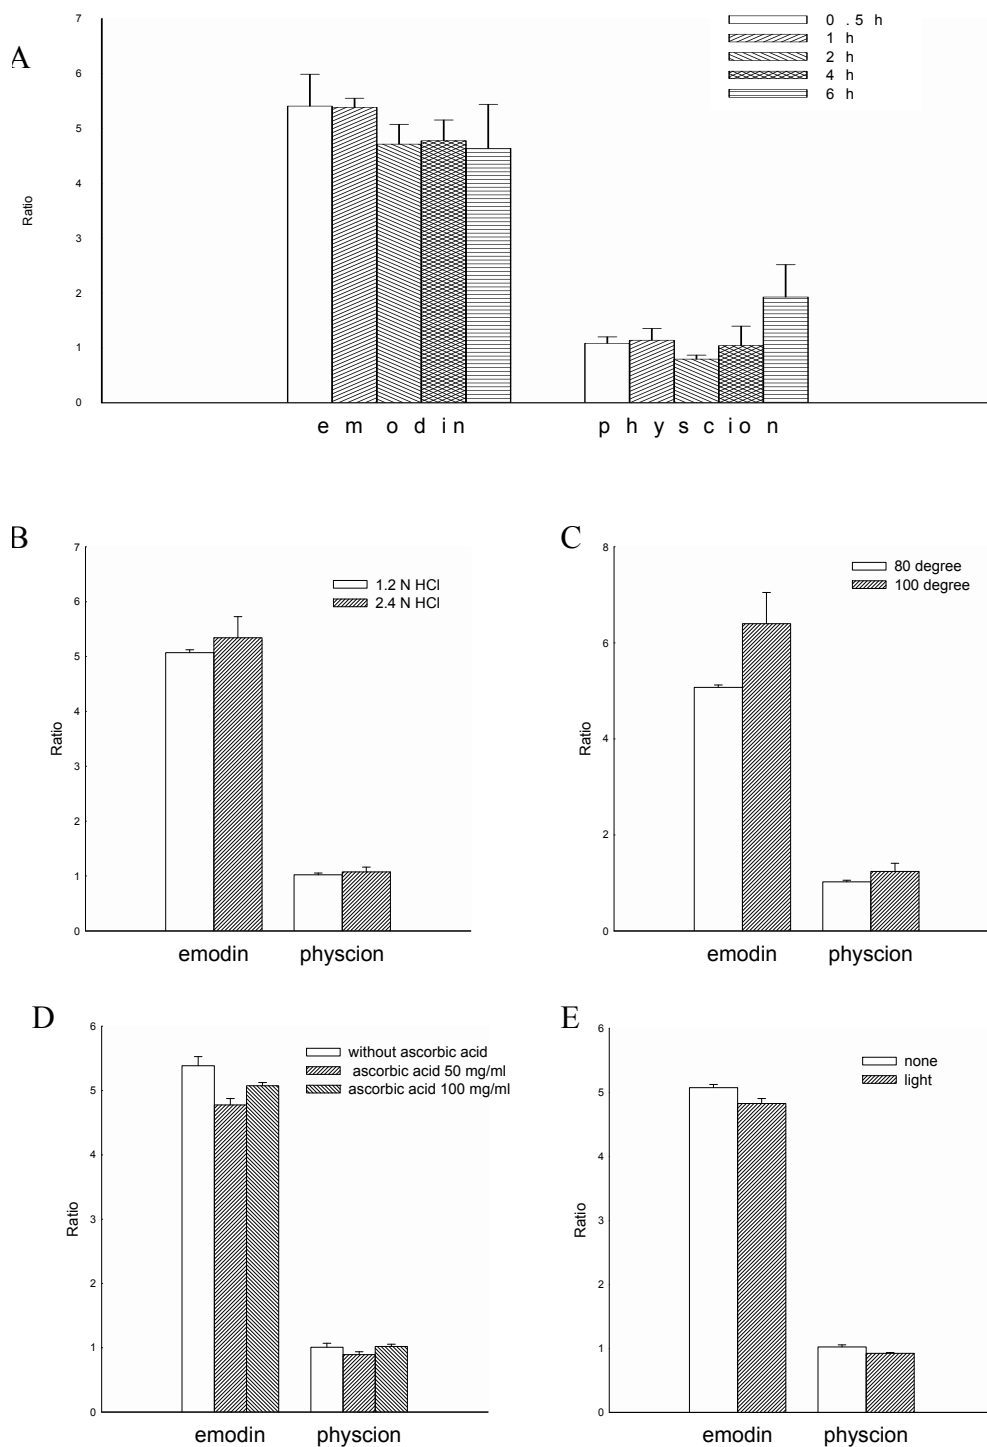 A
7
6
5
4
3
2
1
0
Ratio
0 . 5 h
1 h
2 h
4 h
6 h
e m o d in
p h y s c io n
B
7
6
5
4
3
2
1
0
Ratio
1.2 N HCl
2.4 N HCl
emodin
physcion
C
8
6
4
2
0
Ratio
80 degree
100 degree
emodin
physcion
D
6
5
4
3
2
1
0
Ratio
without ascorbic acid
ascorbic acid 50 mg/ml
ascorbic acid 100 mg/ml
emodin
physcion
E
6
5
4
3
2
1
0
Ratio
none
light
emodin
physcion